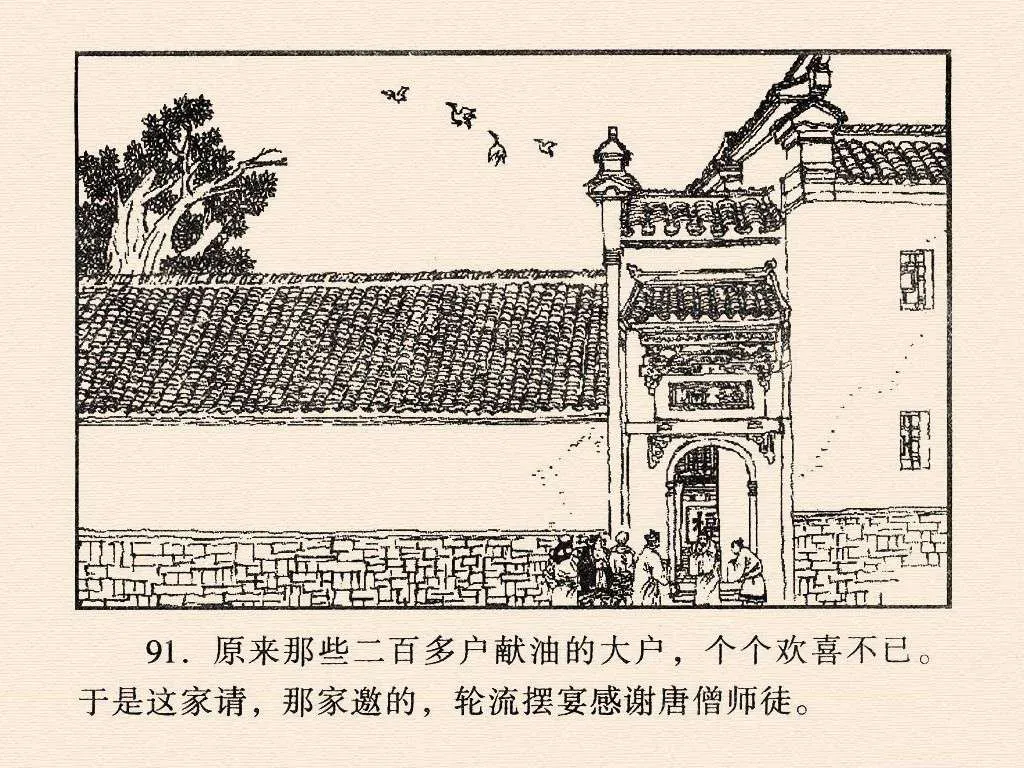 福
91．原来那些二百多户献油的大户，个个欢喜不已。
于是这家请，那家邀的，轮流摆宴感谢唐僧师徒。